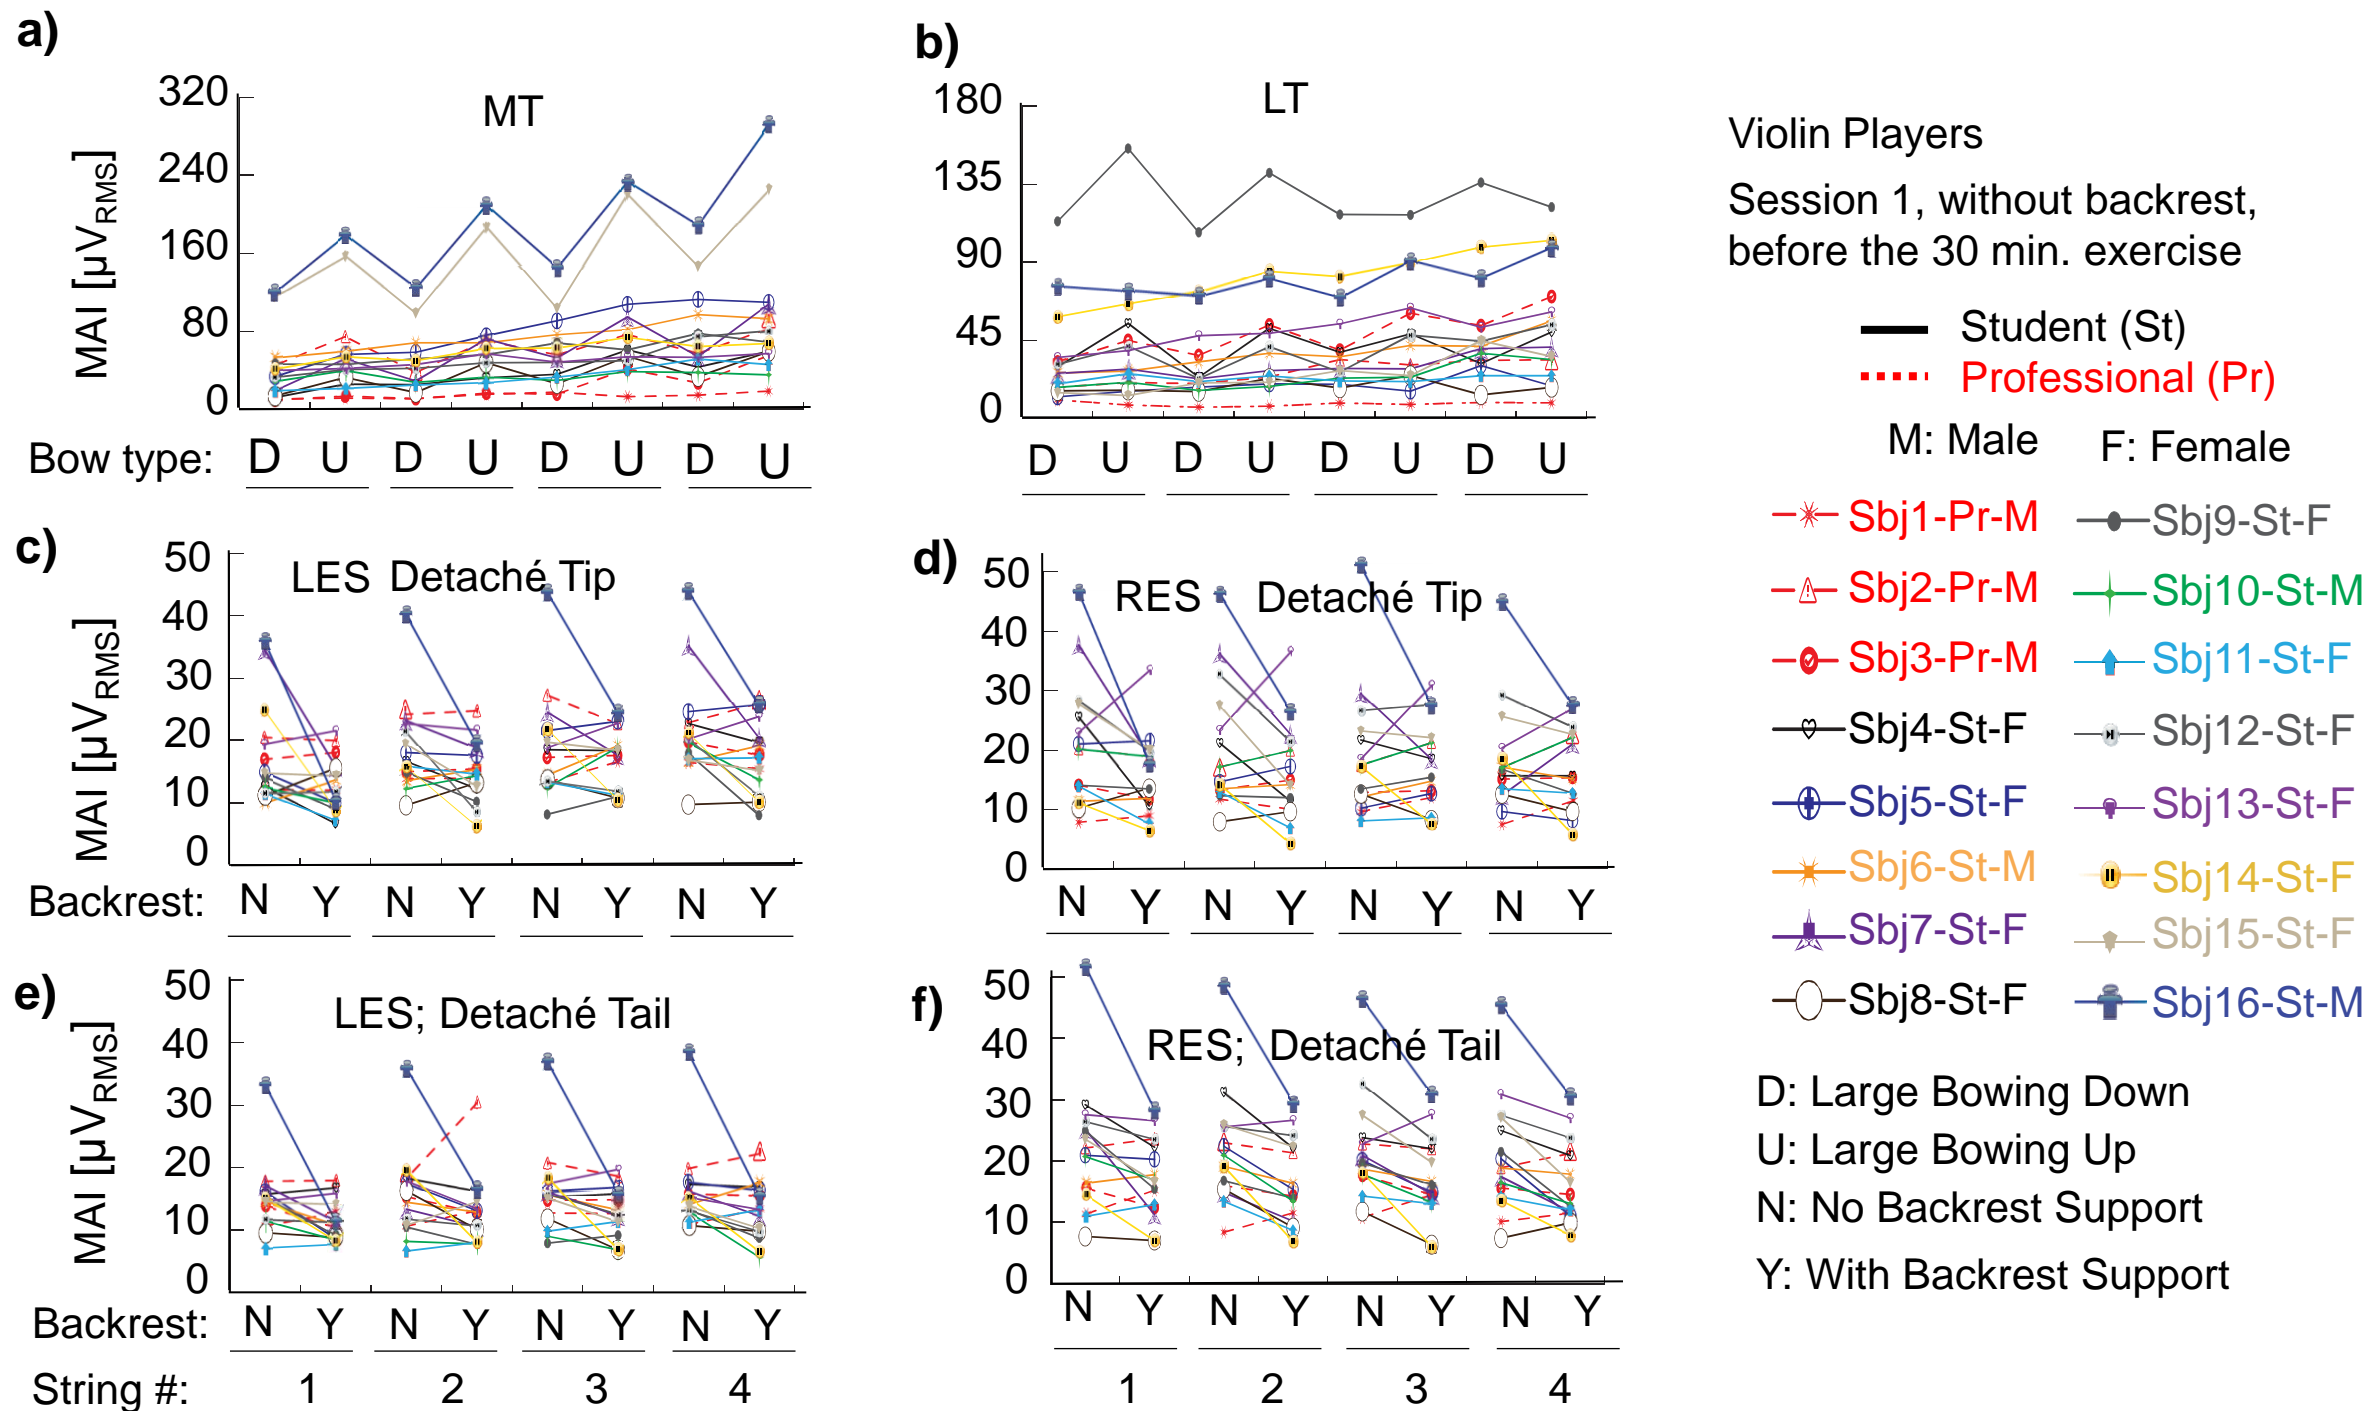 a)
MT
MAI [µV_RMS]
320
240
160
80
0
Bow type: D U D U D U D U
b)
LT
180
135
90
45
0
D U D U D U D U
c)
LES Detaché Tip
MAI [µV_RMS]
50
40
30
20
10
0
Backrest: N Y N Y N Y N Y
d)
RES Detaché Tip
50
40
30
20
10
0
N Y N Y N Y N Y
e)
LES; Detaché Tail
MAI [µV_RMS]
50
40
30
20
10
0
Backrest: N Y N Y N Y N Y
String #: 1 2 3 4
f)
RES; Detaché Tail
50
40
30
20
10
0
N Y N Y N Y N Y
1 2 3 4
Violin Players
Session 1, without backrest,
before the 30 min. exercise
Student (St)
Professional (Pr)
M: Male F: Female
Sbj1-Pr-M Sbj9-St-F
Sbj2-Pr-M Sbj10-St-M
Sbj3-Pr-M Sbj11-St-F
Sbj4-St-F Sbj12-St-F
Sbj5-St-F Sbj13-St-F
Sbj6-St-M Sbj14-St-F
Sbj7-St-F Sbj15-St-F
Sbj8-St-F Sbj16-St-M
D: Large Bowing Down
U: Large Bowing Up
N: No Backrest Support
Y: With Backrest Support